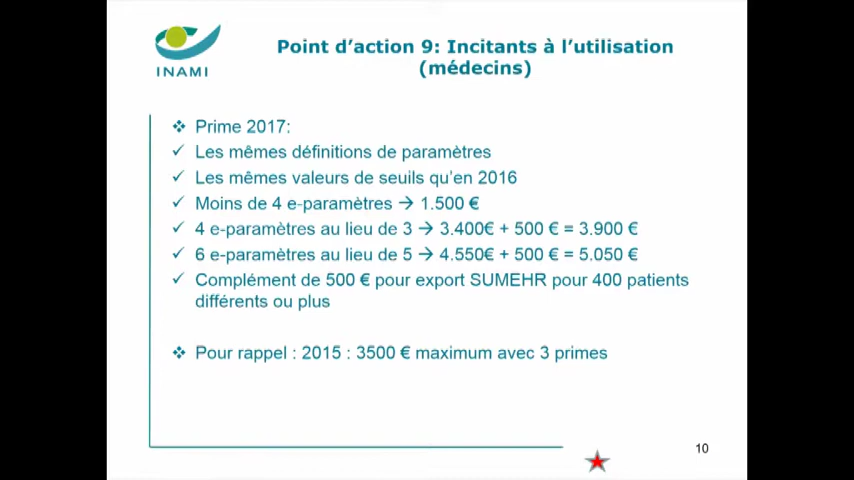 INAMI
Point d'action 9: Incitants à l'utilisation
(médecins)
❖ Prime 2017:
✓ Les mêmes définitions de paramètres
✓ Les mêmes valeurs de seuils qu'en 2016
✓ Moins de 4 e-paramètres → 1.500 €
✓ 4 e-paramètres au lieu de 3 → 3.400€ + 500 € = 3.900 €
✓ 6 e-paramètres au lieu de 5 → 4.550€ + 500 € = 5.050 €
✓ Complément de 500 € pour export SUMEHR pour 400 patients
différents ou plus
❖ Pour rappel : 2015 : 3500 € maximum avec 3 primes
10